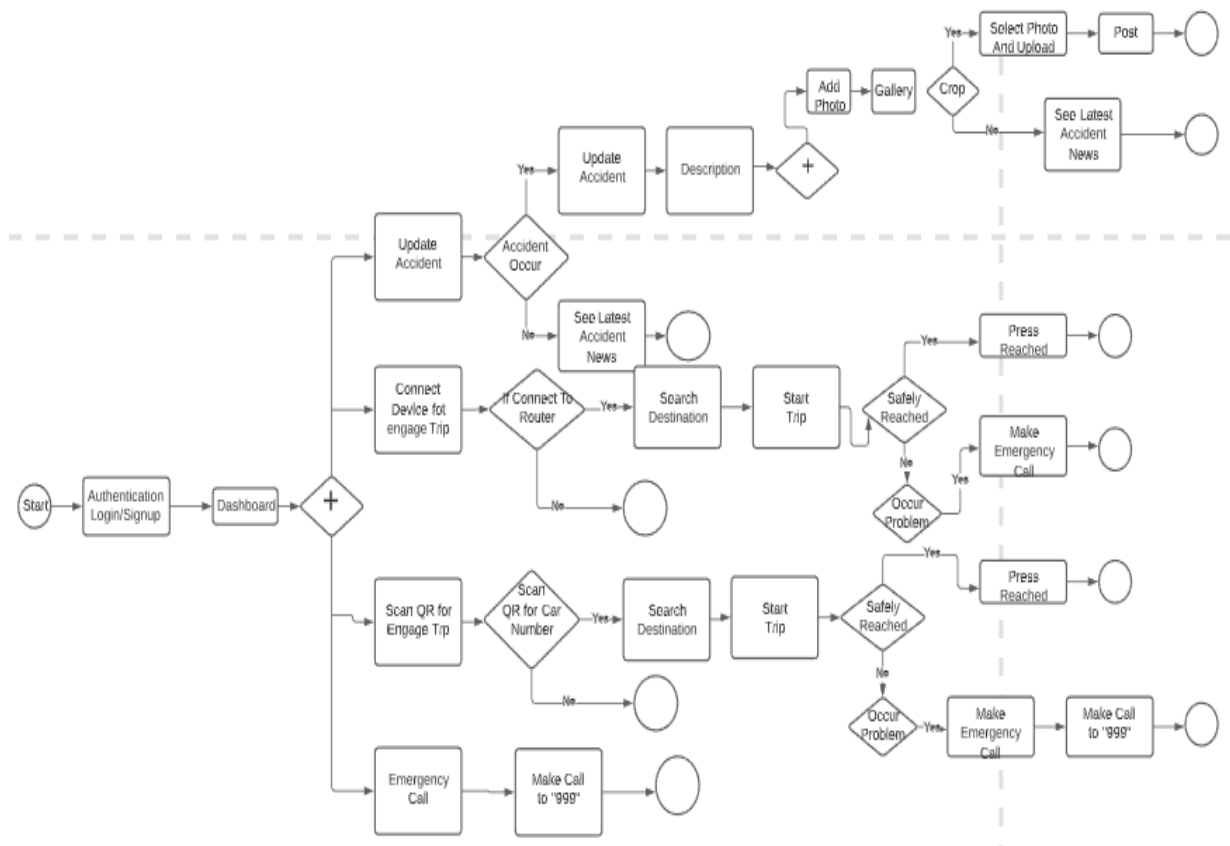 Yes
Select Photo
And Upload
Post
Add
Photo
Gallery
Crop
No
See Latest
Accident
News
Yes
Update
Accident
Description
+
Update
Accident
Accident
Occur
No
See Latest
Accident
News
Connect
Device fot
engage Trip
If Connect To
Router
Yes
Search
Destination
Start
Trip
Safely
Reached
Yes
Press
Reached
No
Occur
Problem
Yes
Make
Emergency
Call
No
Start
Authentication
Login/Signup
Dashboard
+
Scan QR for
Engage Trp
Scan
QR for Car
Number
Yes
Search
Destination
Start
Trip
Safely
Reached
Yes
Press
Reached
No
No
Occur
Problem
Yes
Make
Emergency
Call
Make Call
to "999"
Emergency
Call
Make Call
to "999"